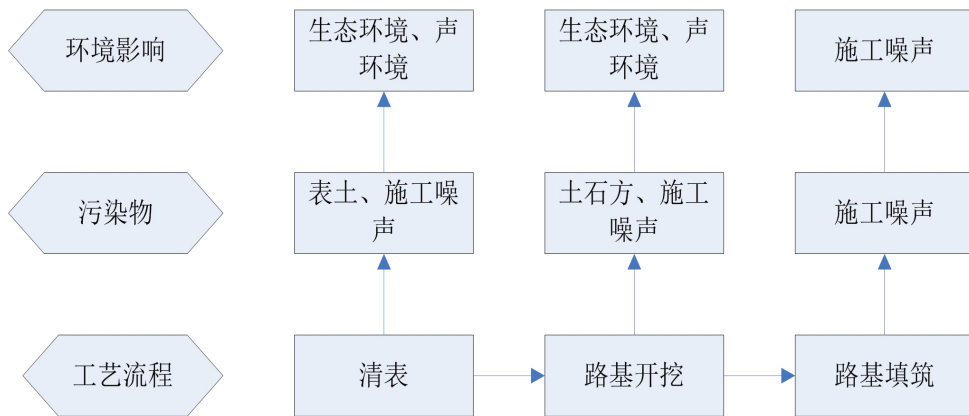 环境影响
生态环境、声
环境
生态环境、声
环境
施工噪声
污染物
表土、施工噪
声
土石方、施工
噪声
施工噪声
工艺流程
清表
路基开挖
路基填筑